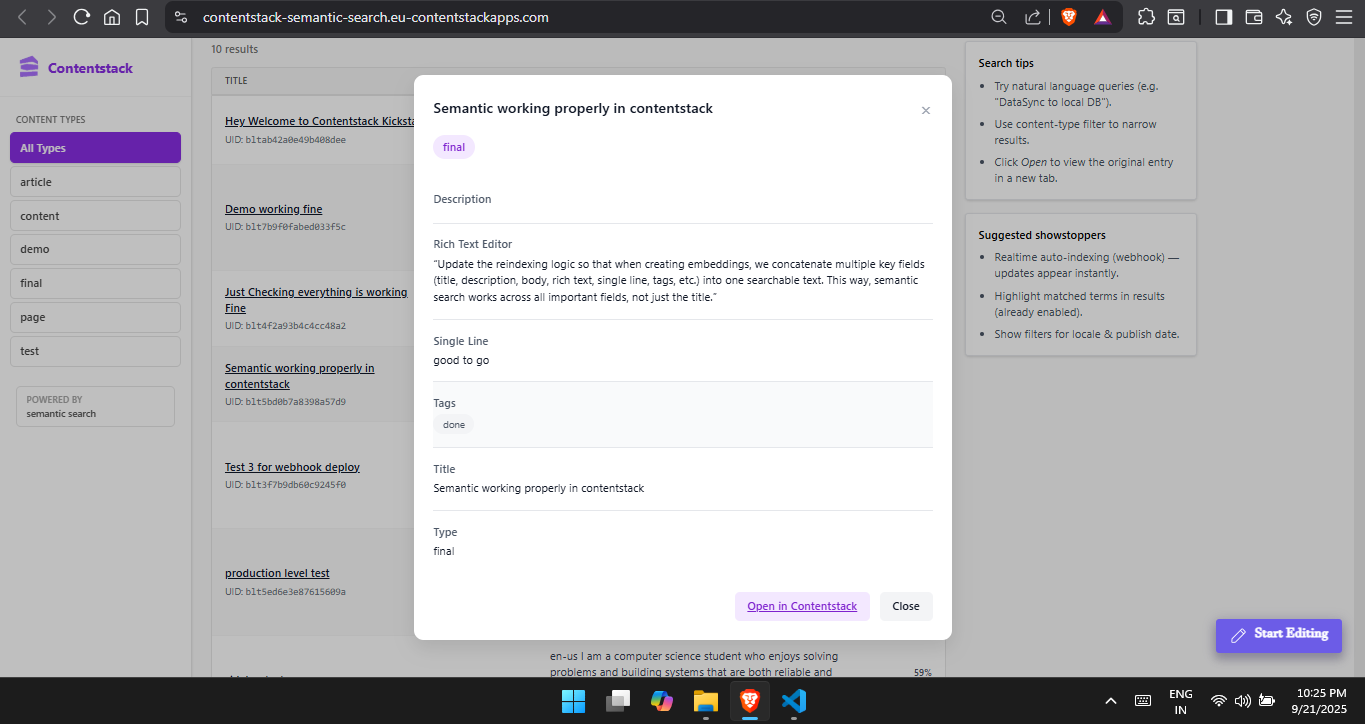 contentstack-semantic-search.eu-contentstackapps.com
Contentstack
CONTENT TYPES
All Types
article
content
demo
final
page
test
POWERED BY
semantic search
10 results
TITLE
Hey Welcome to Contentstack
UID: bltab42a0e49b408dee
Demo working fine
UID: blt7b9f0fabed033f5c
Just Checking everything is working
Fine
UID: blt4f2a93b4c4cc48a2
Semantic working properly in
contentstack
UID: blt5bd0b7a8398a57d9
Test 3 for webhook deploy
UID: blt3f7b9db60c9245f0
production level test
UID: blt5ed6e3e87615609a
Semantic working properly in contentstack
×
final
Description
Rich Text Editor
“Update the reindexing logic so that when creating embeddings, we concatenate multiple key fields
(title, description, body, rich text, single line, tags, etc.) into one searchable text. This way, semantic
search works across all important fields, not just the title.”
Single Line
good to go
Tags
done
Title
Semantic working properly in contentstack
Type
final
Open in Contentstack
Close
en-us I am a computer science student who enjoys solving
problems and building systems that are both reliable and
59%
Search tips
• Try natural language queries (e.g.
"DataSync to local DB").
• Use content-type filter to narrow
results.
• Click Open to view the original entry
in a new tab.
Suggested showstoppers
• Realtime auto-indexing (webhook) —
updates appear instantly.
• Highlight matched terms in results
(already enabled).
• Show filters for locale & publish date.
Start Editing
ENG
IN
10:25 PM
9/21/2025